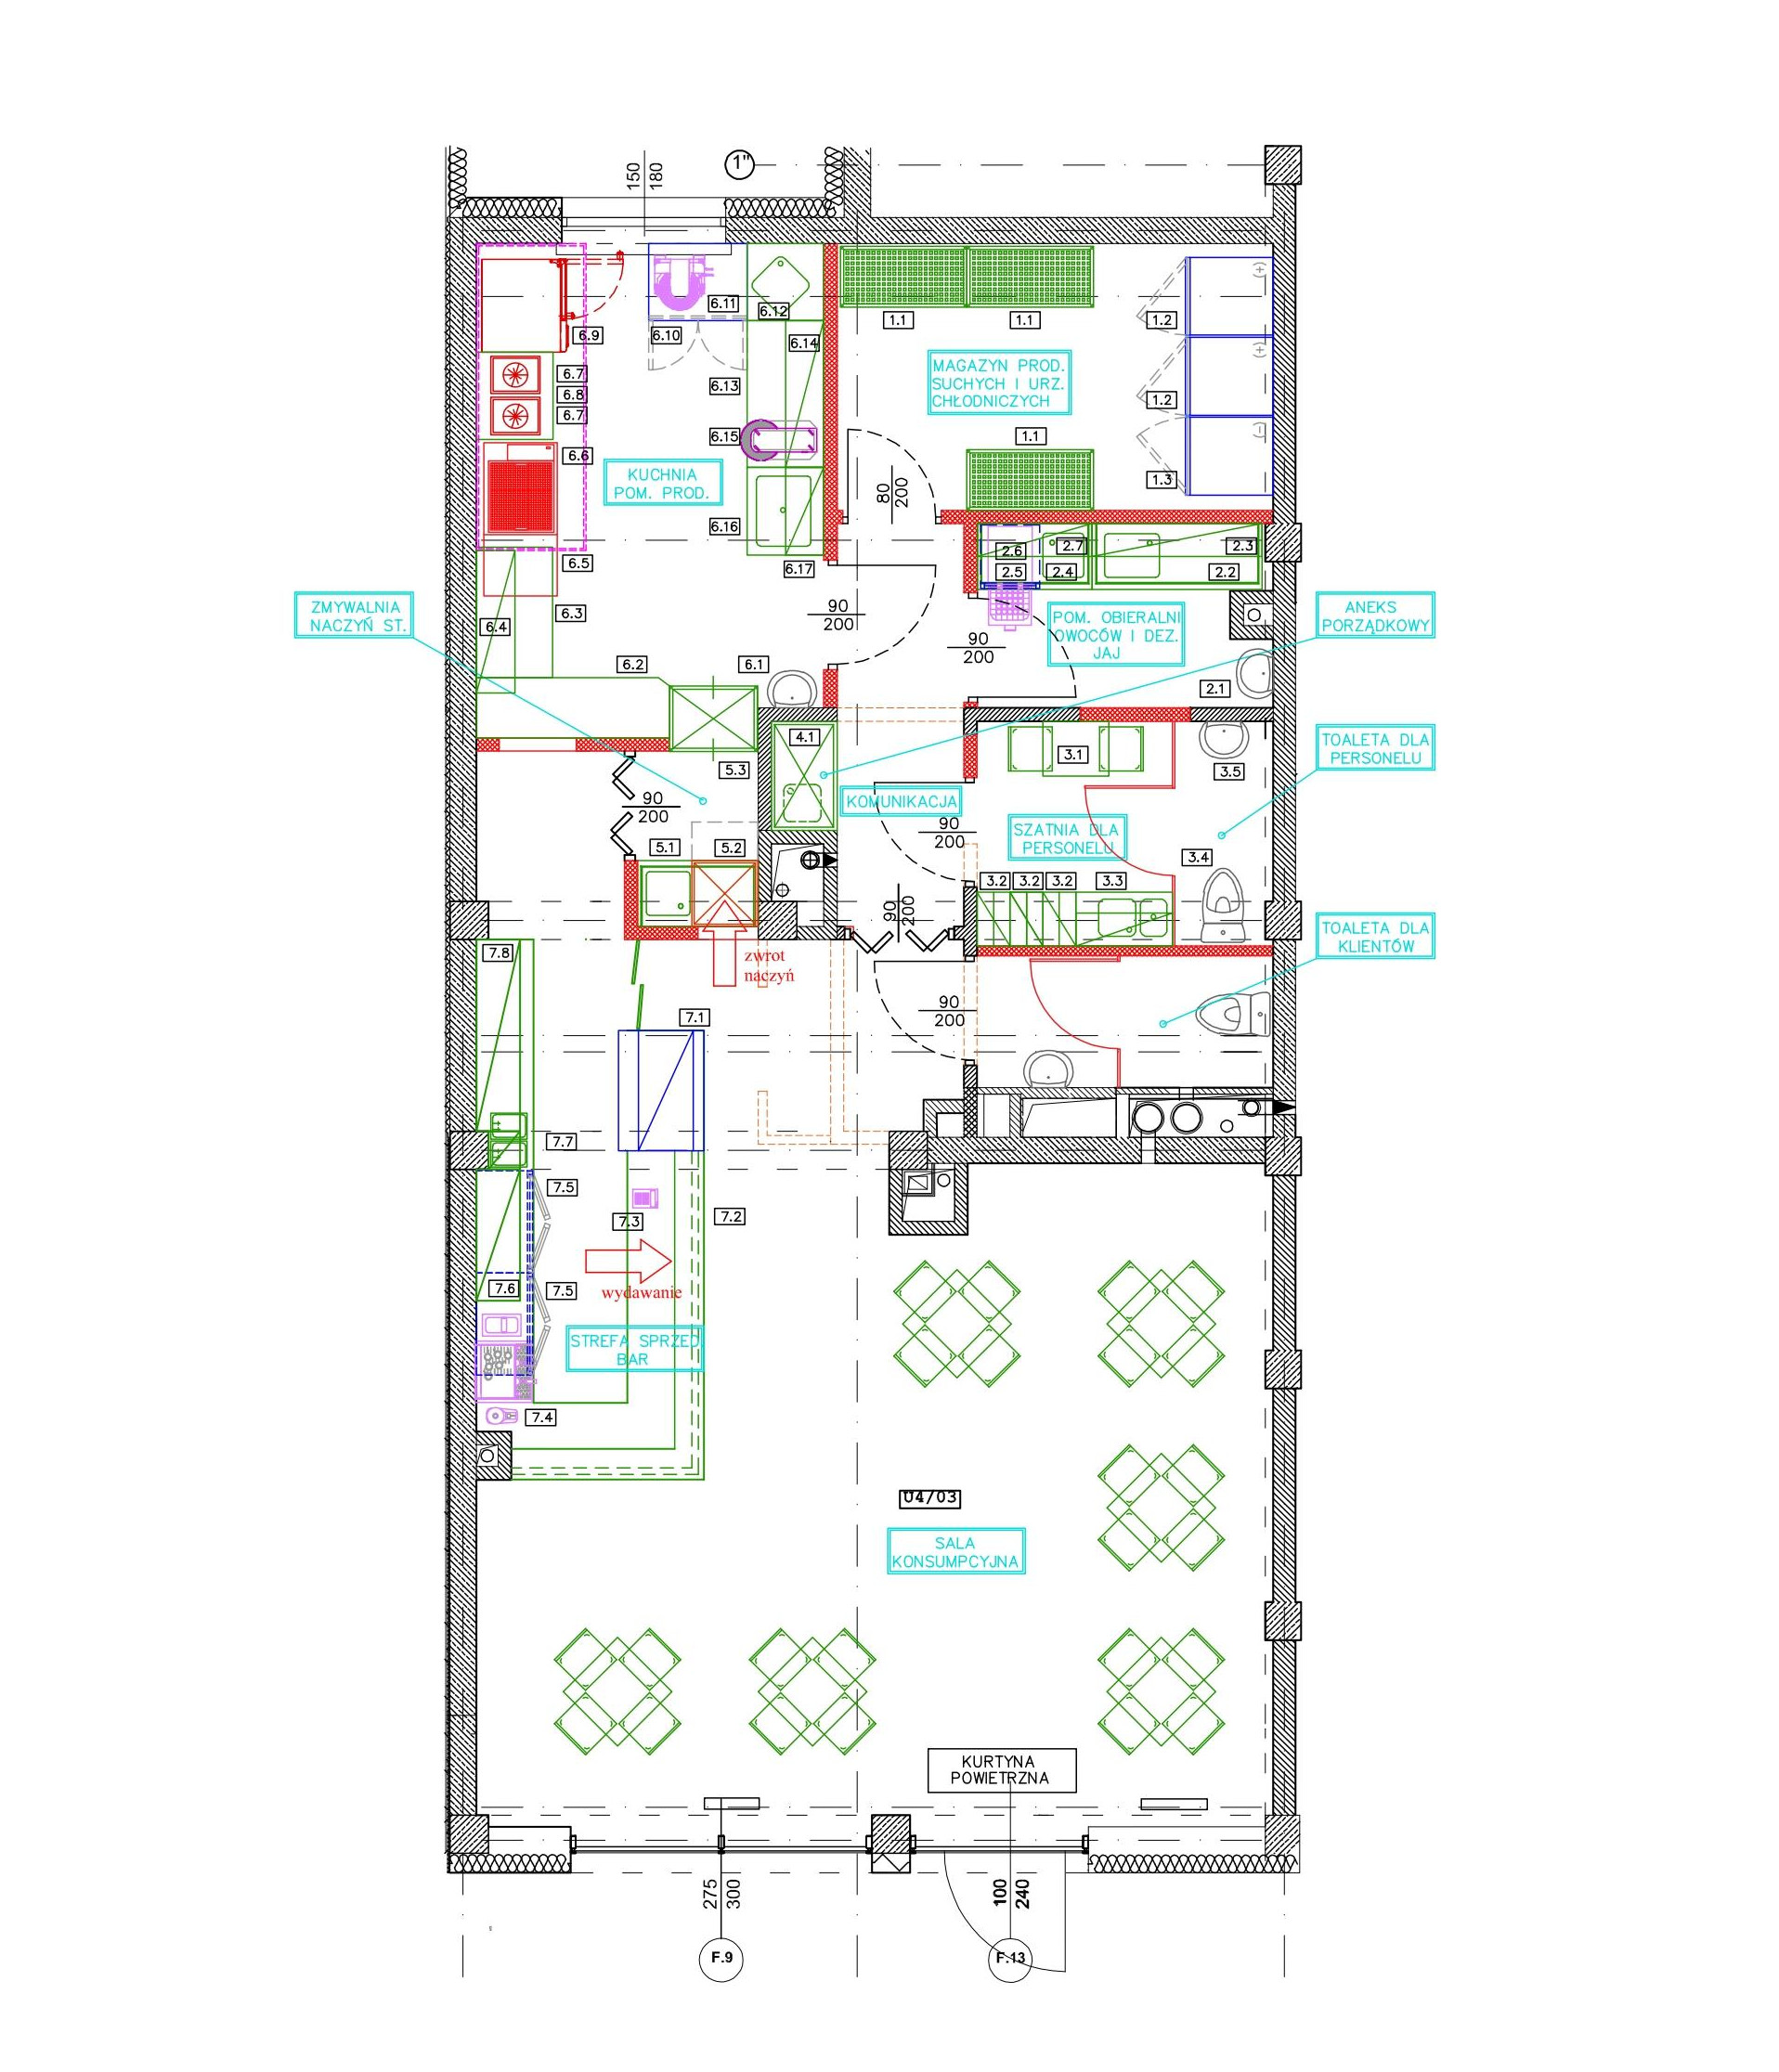 1"
150
180
6.11
6.12
1.1
1.1
1.2
6.9
6.10
6.14
MAGAZYN PROD.
SUCHYCH I URZ.
CHŁODNICZYCH
6.7
6.8
6.7
6.13
1.2
6.15
1.1
6.6
KUCHNIA
POM. PROD.
80
200
1.3
6.16
6.5
6.17
2.6
2.7
2.3
2.5
2.4
2.2
ZMYWALNIA
NACZYŃ ST.
6.4
6.3
90
200
90
200
POM. OBIERALNI
OWOCÓW I DEZ.
JAJ
ANEKS
PORZĄDKOWY
6.2
6.1
2.1
4.1
3.1
3.5
TOALETA DLA
PERSONELU
5.3
90
200
KOMUNIKACJA
90
200
SZATNIA DLA
PERSONELU
5.1
5.2
3.4
3.2
3.2
3.2
3.3
90
200
TOALETA DLA
KLIENTÓW
7.8
zwrot
naczyń
7.1
90
200
7.7
7.5
7.3
7.2
7.6
7.5
wydawanie
STREFA SPRZED.
BAR
7.4
U4/03
SALA
KONSUMPCYJNA
KURTYNA
POWIETRZNA
275
300
100
240
F.9
F.13